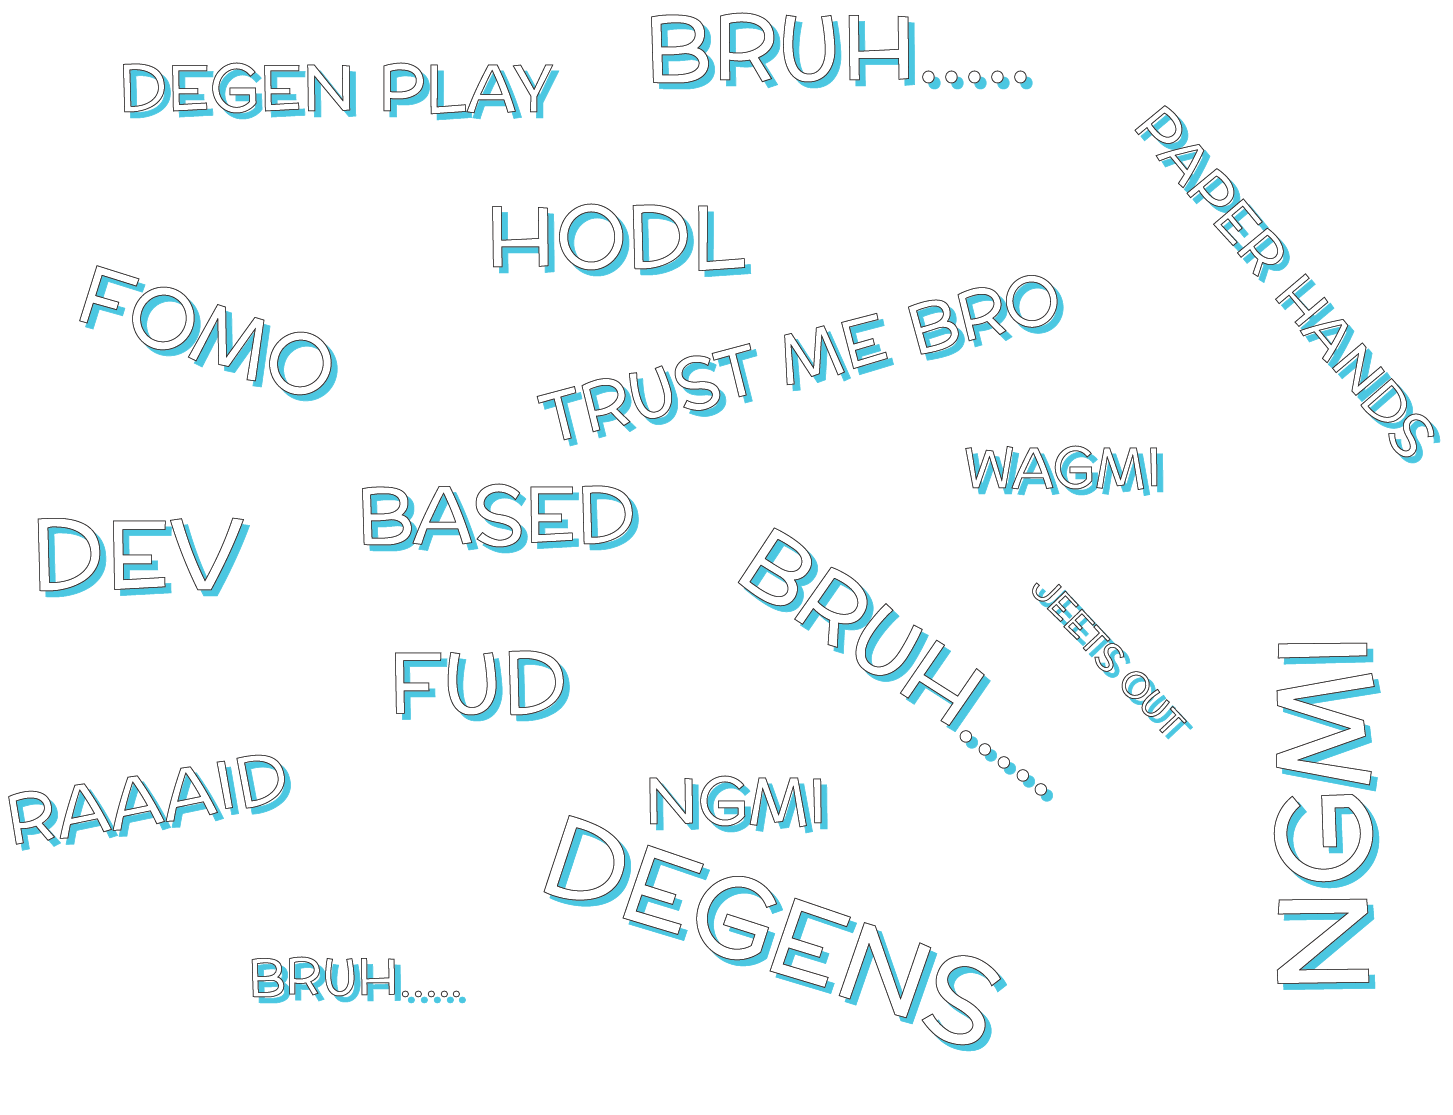 BRUH.....
DEGEN PLAY
PAPER HANDS
HODL
FOMO
TRUST ME BRO
WAGMI
BASED
DEV
BRUH.....
JEETS OUT
FUD
NGMI
RAAAID
NGMI
DEGENS
BRUH.....